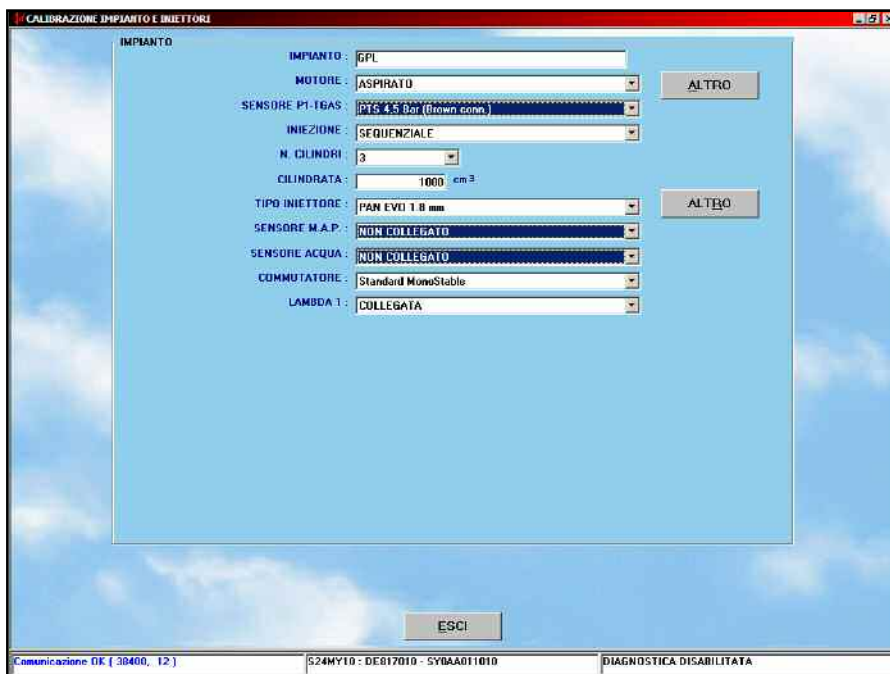 CALIBRAZIONE IMPIANTO E INIETTORI
IMPIANTO
IMPIANTO : GPL
MOTORE : ASPIRATO
ALTRO
SENSORE P1-TGAS : PTS 4,5 Bar (Brown conn.)
INIEZIONE : SEQUENZIALE
N. CILINDRI : 3
CILINDRATA : 1000 cm3
TIPO INIETTORE : PAN EVO 1.8 mm
ALTRO
SENSORE M.A.P. : NON COLLEGATO
SENSORE ACQUA : NON COLLEGATO
COMMUTATORE : Standard MonoStable
LAMBDA 1 : COLLEGATA
ESCI
Comunicazione OK ( 38400, 12 )
S24MY10 : DE817010 - SY0AA011010
DIAGNOSTICA DISABILITATA